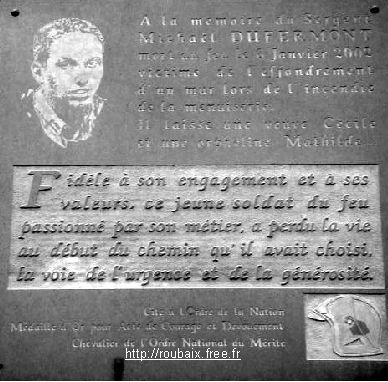 A la mémoire du Sergent
Michaël DUFERMONT
mort au feu le 6 Janvier 2002
victime de l'effondrement
d'un mur lors de l'incendie
de la menuiserie.
Il laisse une veuve Cécile
et une orpheline Mathilde...
Fidèle à son engagement et à ses
valeurs, ce jeune soldat du feu
passionné par son métier, a perdu la vie
au début du chemin qu'il avait choisi,
la voie de l'urgence et de la générosité.
Cité à l'Ordre de la Nation
Médaille d'Or pour Acte de Courage et Dévouement
Chevalier de l'Ordre National du Mérite
http://roubaix.free.fr